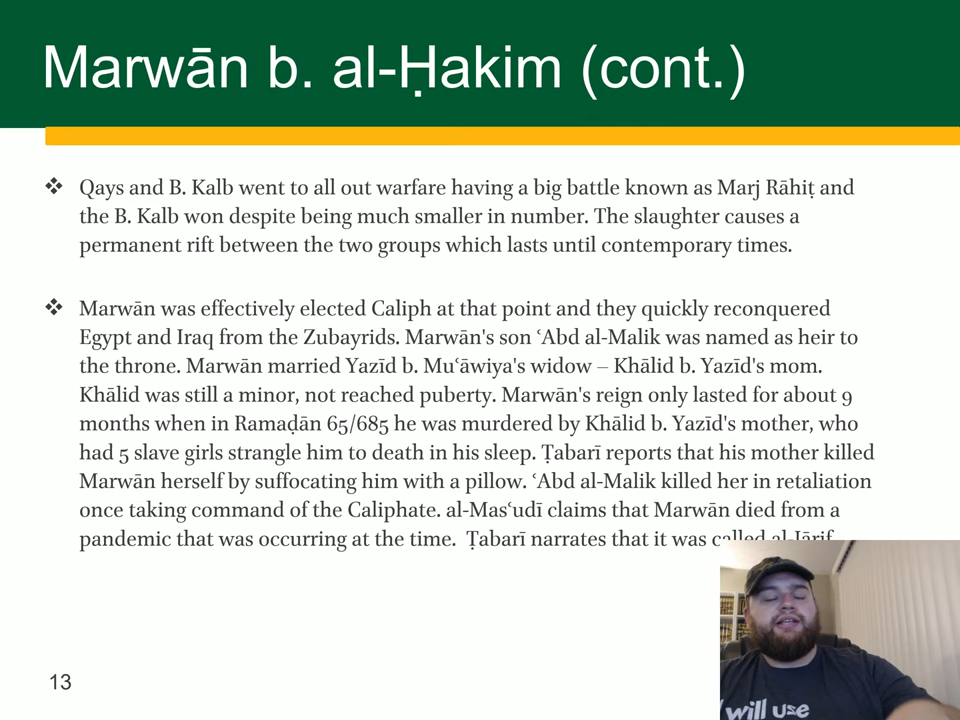 Marwān b. al-Ḥakim (cont.)
❖ Qays and B. Kalb went to all out warfare having a big battle known as Marj Rāhiṭ and
the B. Kalb won despite being much smaller in number. The slaughter causes a
permanent rift between the two groups which lasts until contemporary times.
❖ Marwān was effectively elected Caliph at that point and they quickly reconquered
Egypt and Iraq from the Zubayrids. Marwān's son ʿAbd al-Malik was named as heir to
the throne. Marwān married Yazīd b. Muʿāwiya's widow – Khālid b. Yazīd's mom.
Khālid was still a minor, not reached puberty. Marwān's reign only lasted for about 9
months when in Ramaḍān 65/685 he was murdered by Khālid b. Yazīd's mother, who
had 5 slave girls strangle him to death in his sleep. Ṭabarī reports that his mother killed
Marwān herself by suffocating him with a pillow. ʿAbd al-Malik killed her in retaliation
once taking command of the Caliphate. al-Masʿudī claims that Marwān died from a
pandemic that was occurring at the time. Ṭabarī narrates that it was called al-Jārif
13
will use